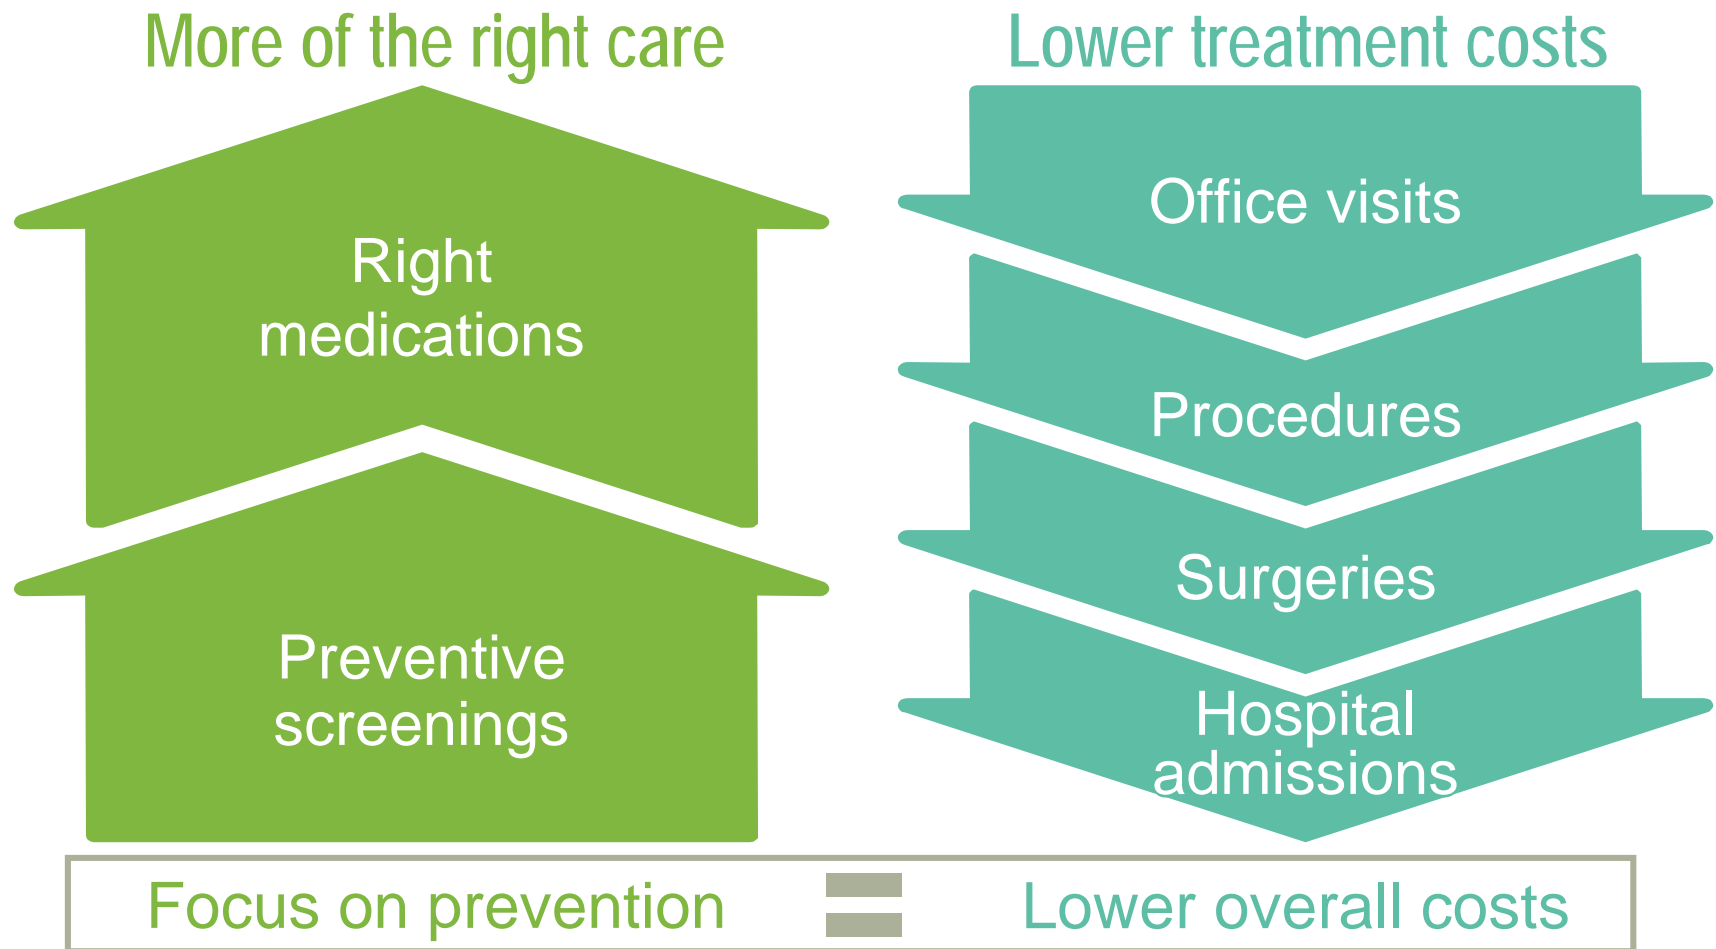 More of the right care
Right
medications
Preventive
screenings
Lower treatment costs
Office visits
Procedures
Surgeries
Hospital
admissions
Focus on prevention = Lower overall costs